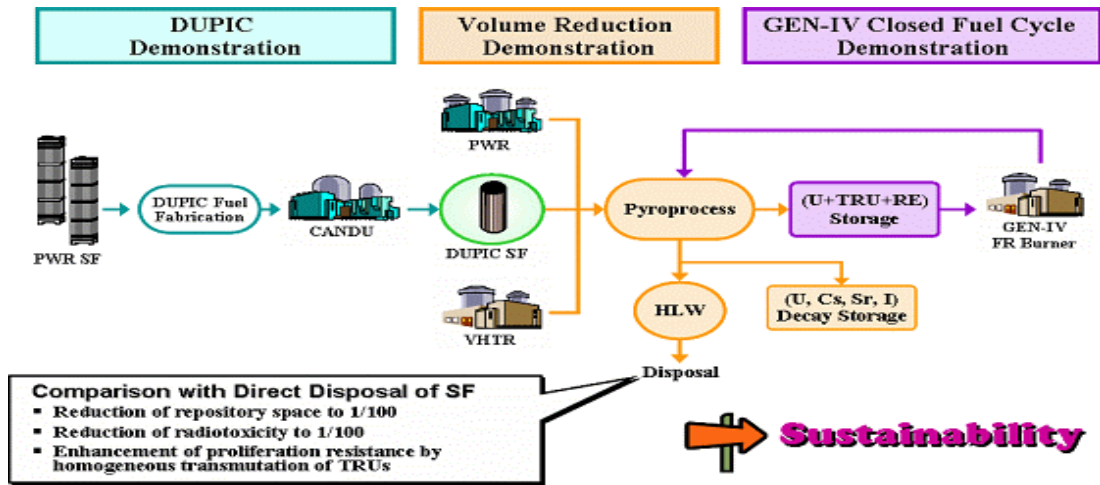 DUPIC
Demonstration
Volume Reduction
Demonstration
GEN-IV Closed Fuel Cycle
Demonstration
PWR SF
DUPIC Fuel
Fabrication
CANDU
PWR
DUPIC SF
VHTR
Pyroprocess
(U+TRU+RE)
Storage
GEN-IV
FR Burner
HLW
(U, Cs, Sr, I)
Decay Storage
Disposal
Comparison with Direct Disposal of SF
▪ Reduction of repository space to 1/100
▪ Reduction of radiotoxicity to 1/100
▪ Enhancement of proliferation resistance by
homogeneous transmutation of TRUs
Sustainability